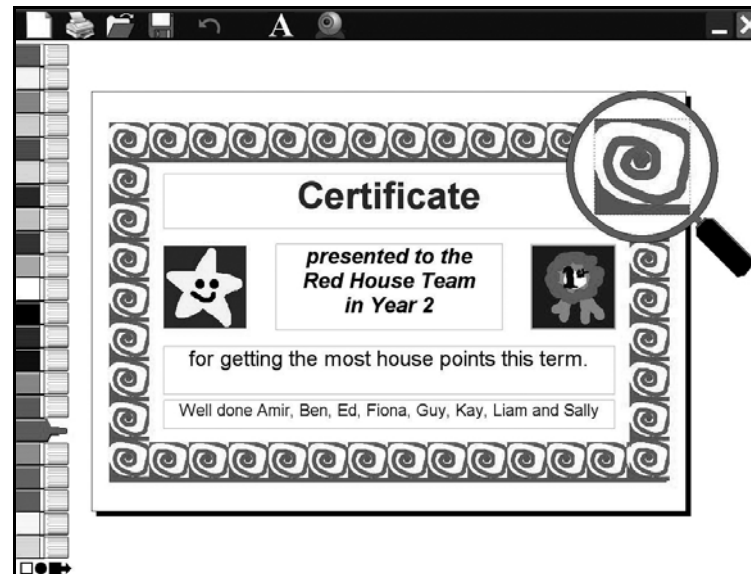 A
Certificate
presented to the
Red House Team
in Year 2
1st
for getting the most house points this term.
Well done Amir, Ben, Ed, Fiona, Guy, Kay, Liam and Sally